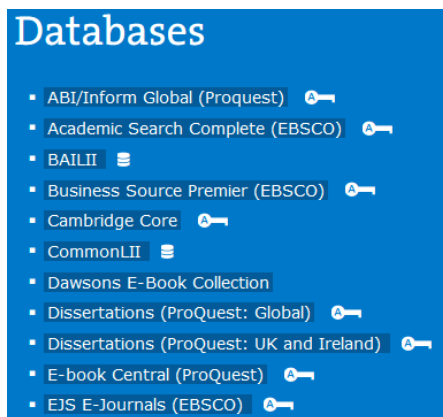 Databases
ABI/Inform Global (Proquest) A
Academic Search Complete (EBSCO) A
BAILII
Business Source Premier (EBSCO) A
Cambridge Core A
CommonLII
Dawsons E-Book Collection
Dissertations (ProQuest: Global) A
Dissertations (ProQuest: UK and Ireland) A
E-book Central (ProQuest) A
EJS E-Journals (EBSCO) A